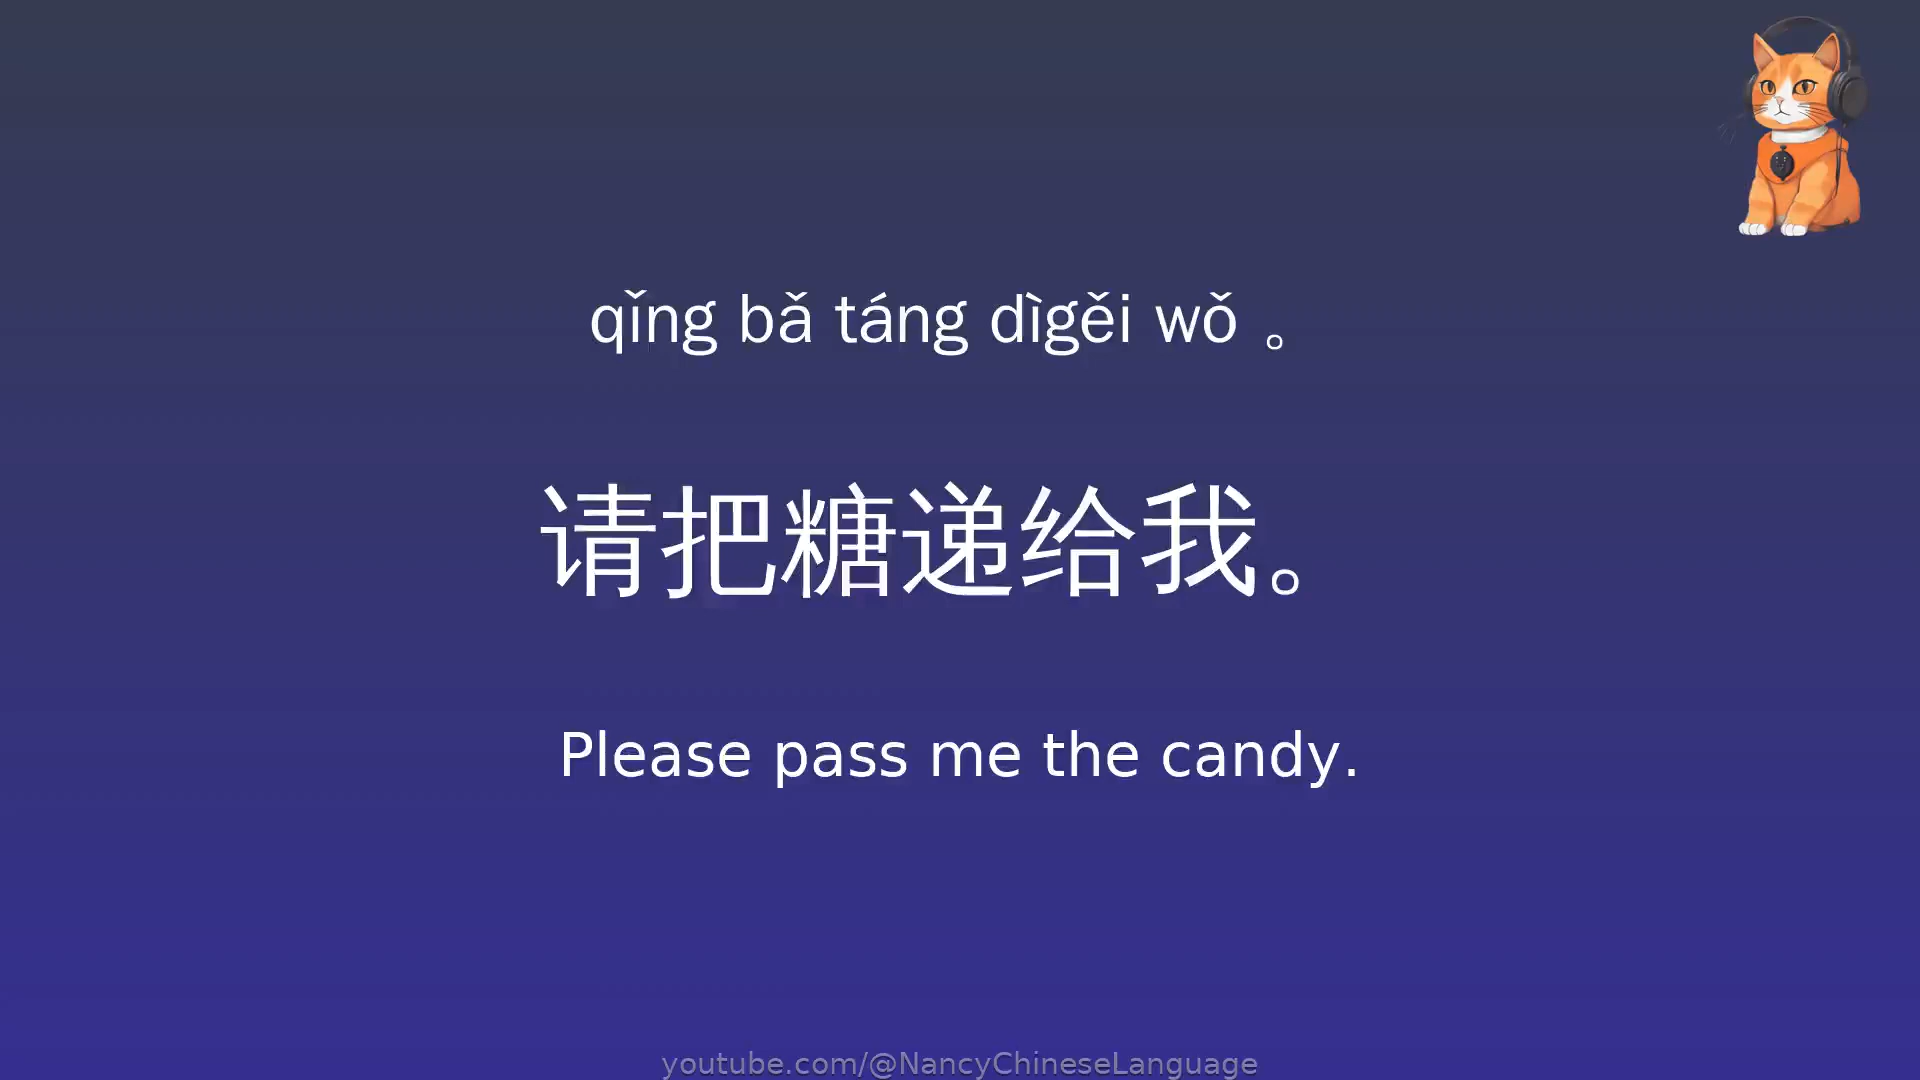 qǐng bǎ táng dìgěi wǒ 。
请把糖递给我。
Please pass me the candy.
youtube.com/@NancyChineseLanguage